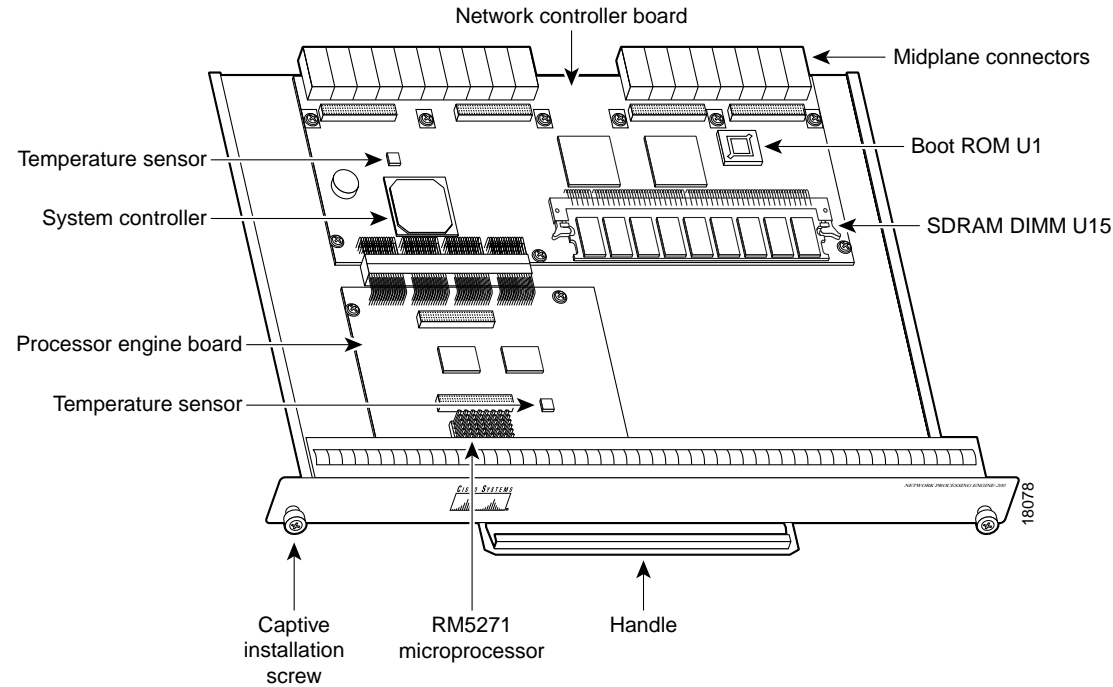 Network controller board
Midplane connectors
Temperature sensor
Boot ROM U1
System controller
SDRAM DIMM U15
Processor engine board
Temperature sensor
CISCO SYSTEMS
NETWORK PROCESSING ENGINE-200
18078
Captive
installation
screw
RM5271
microprocessor
Handle